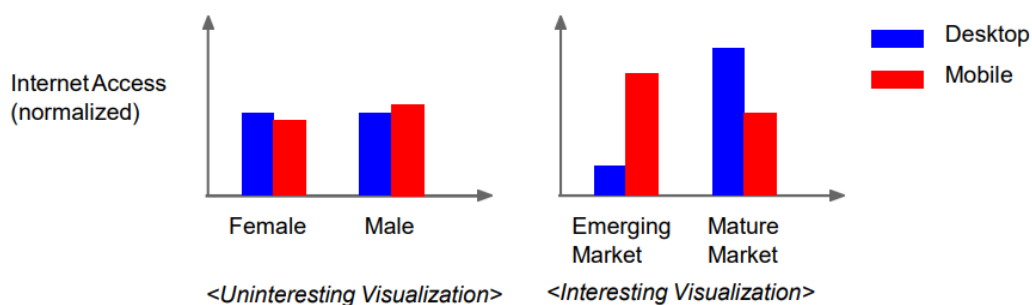 Internet Access
(normalized)
Female
Male
<Uninteresting Visualization>
Emerging
Market
Mature
Market
<Interesting Visualization>
Desktop
Mobile